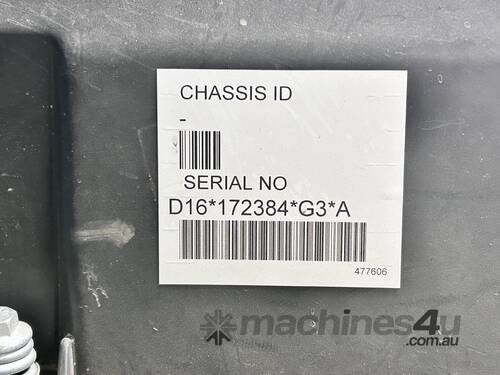 CHASSIS ID
-
SERIAL NO
D16*172384*G3*A
477606
machines4u
.com.au